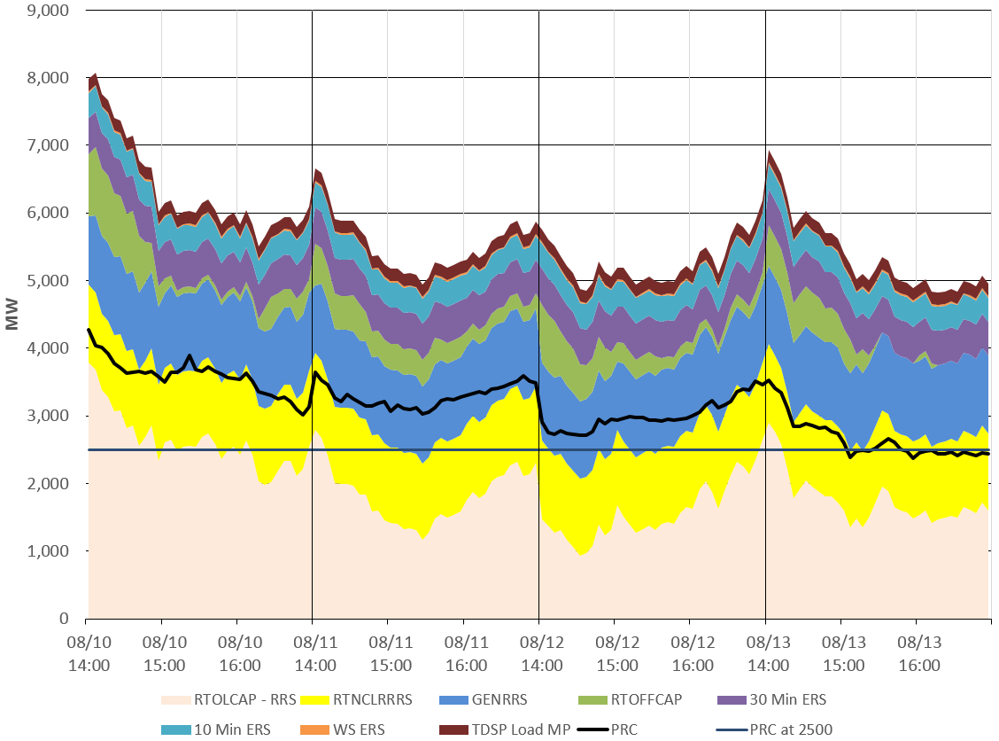 9,000
8,000
7,000
6,000
5,000
4,000
3,000
2,000
1,000
0
MW
08/10 08/10 08/10 08/11 08/11 08/11 08/12 08/12 08/12 08/13 08/13 08/13
14:00 15:00 16:00 14:00 15:00 16:00 14:00 15:00 16:00 14:00 15:00 16:00
RTOLCAP - RRS RTNCLRRRS GENRRS RTOFFCAP 30 Min ERS
10 Min ERS WS ERS TDSP Load MP PRC PRC at 2500